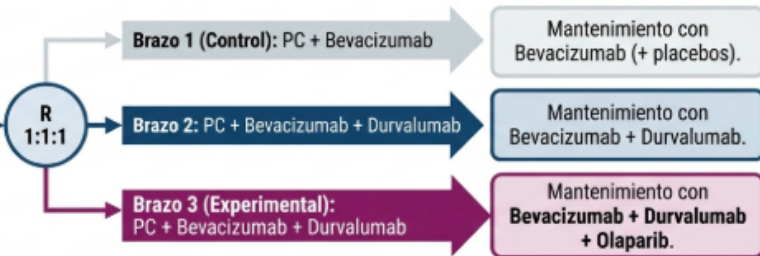 Brazo 1 (Control): PC + Bevacizumab
Mantenimiento con
Bevacizumab (+ placebos).
R
1:1:1
Brazo 2: PC + Bevacizumab + Durvalumab
Mantenimiento con
Bevacizumab + Durvalumab.
Brazo 3 (Experimental):
PC + Bevacizumab + Durvalumab
Mantenimiento con
Bevacizumab + Durvalumab
+ Olaparib.